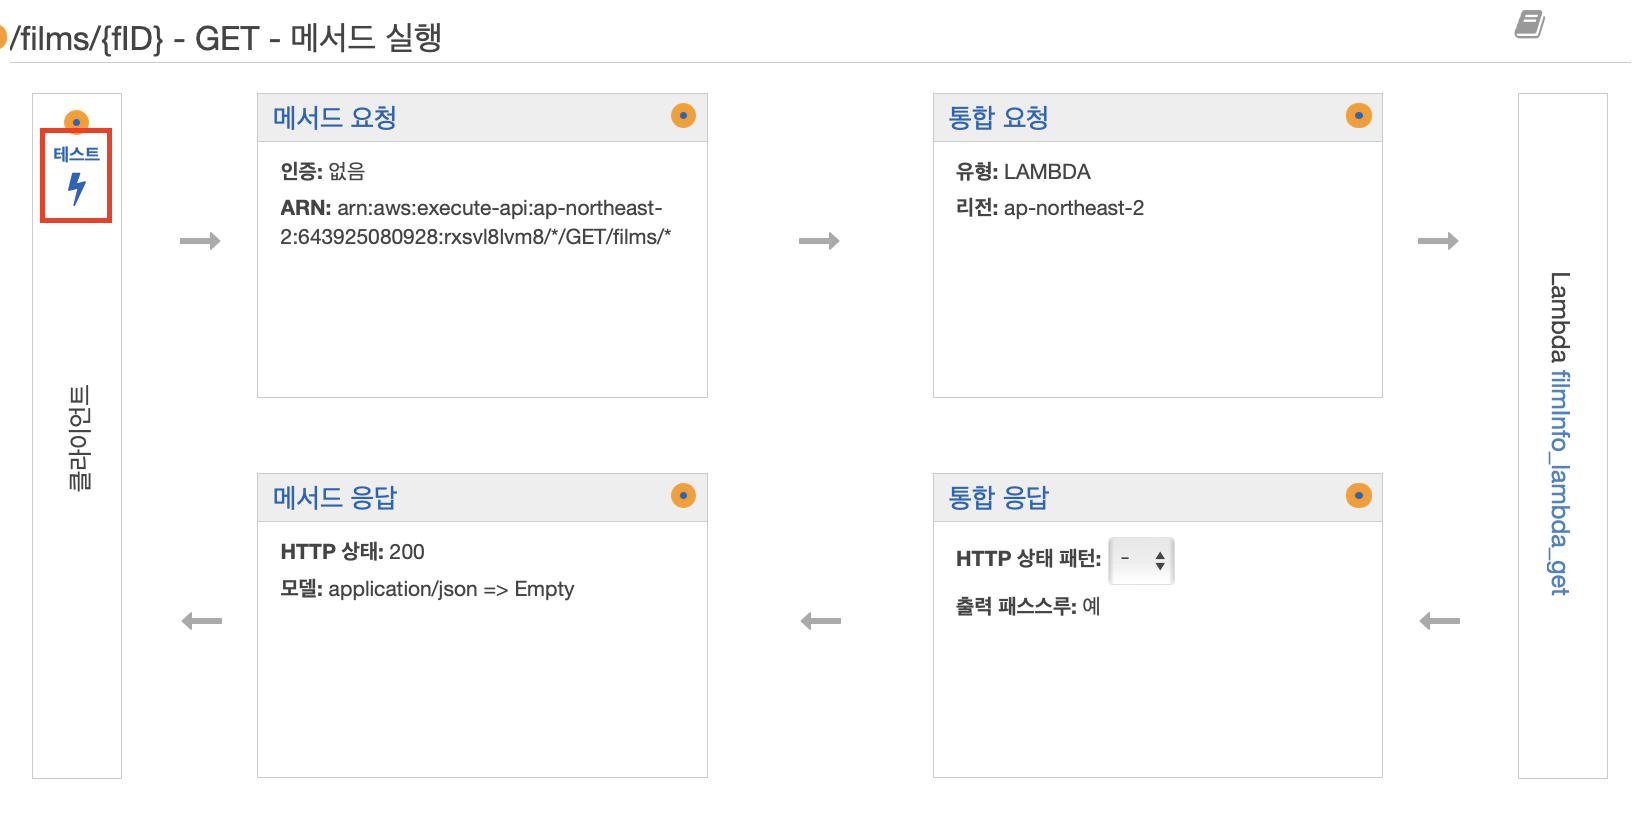 /films/{fID} - GET - 메서드 실행
테스트
클라이언트
메서드 요청
인증: 없음
ARN: arn:aws:execute-api:ap-northeast-
2:643925080928:rxsvl8lvm8/*/GET/films/*
통합 요청
유형: LAMBDA
리전: ap-northeast-2
Lambda filmInfo_lambda_get
메서드 응답
HTTP 상태: 200
모델: application/json => Empty
통합 응답
HTTP 상태 패턴: -
출력 패스스루: 예